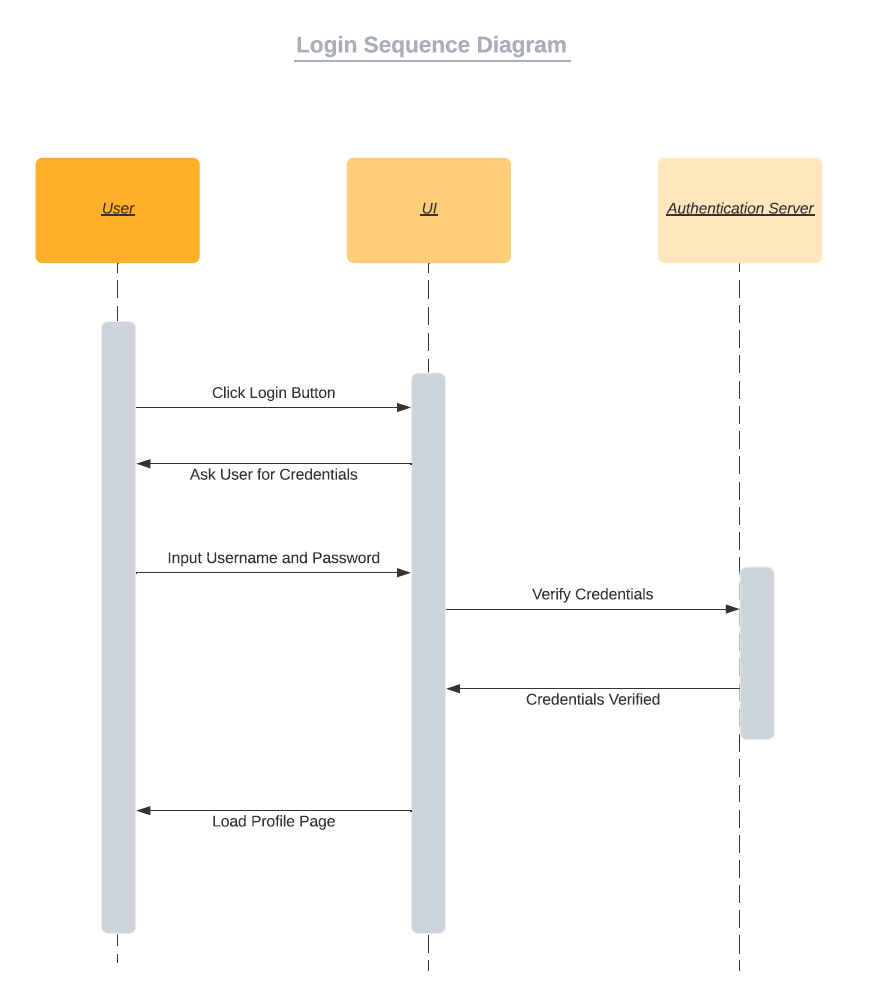 Login Sequence Diagram
User
UI
Authentication Server
Click Login Button
Ask User for Credentials
Input Username and Password
Verify Credentials
Credentials Verified
Load Profile Page